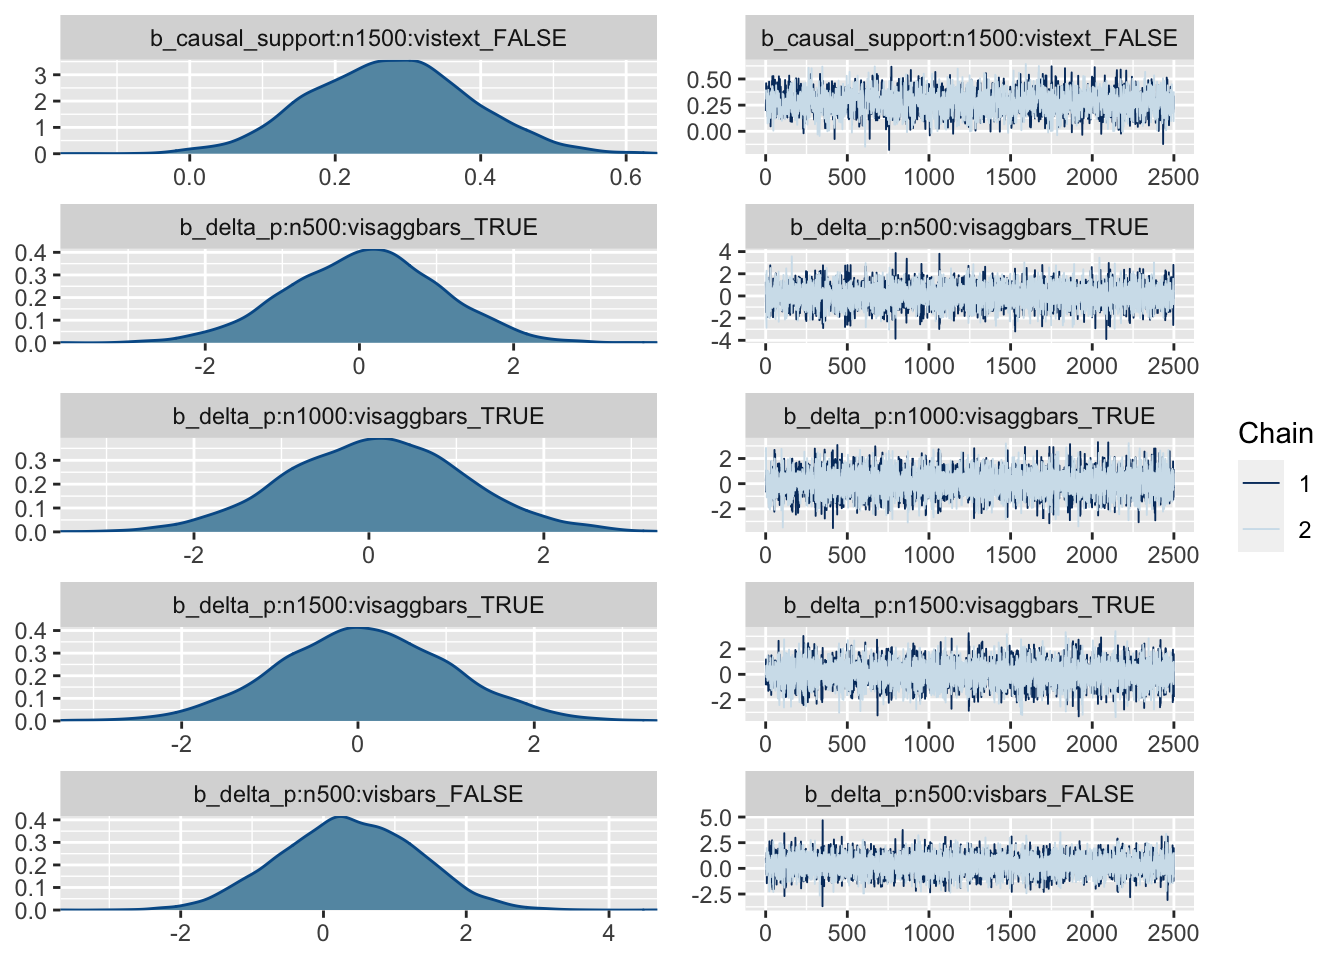 b_causal_support:n1500:vistext_FALSE
3
2
1
0
0.0 0.2 0.4 0.6
b_causal_support:n1500:vistext_FALSE
0.50
0.25
0.00
0 500 1000 1500 2000 2500
b_delta_p:n500:visaggbars_TRUE
0.4
0.3
0.2
0.1
0.0
-2 0 2
b_delta_p:n500:visaggbars_TRUE
4
2
0
-2
-4
0 500 1000 1500 2000 2500
b_delta_p:n1000:visaggbars_TRUE
0.3
0.2
0.1
0.0
-2 0 2
b_delta_p:n1000:visaggbars_TRUE
2
0
-2
0 500 1000 1500 2000 2500
b_delta_p:n1500:visaggbars_TRUE
0.4
0.3
0.2
0.1
0.0
-2 0 2
b_delta_p:n1500:visaggbars_TRUE
2
0
-2
0 500 1000 1500 2000 2500
b_delta_p:n500:visbars_FALSE
0.4
0.3
0.2
0.1
0.0
-2 0 2 4
b_delta_p:n500:visbars_FALSE
5.0
2.5
0.0
-2.5
0 500 1000 1500 2000 2500
Chain
1
2